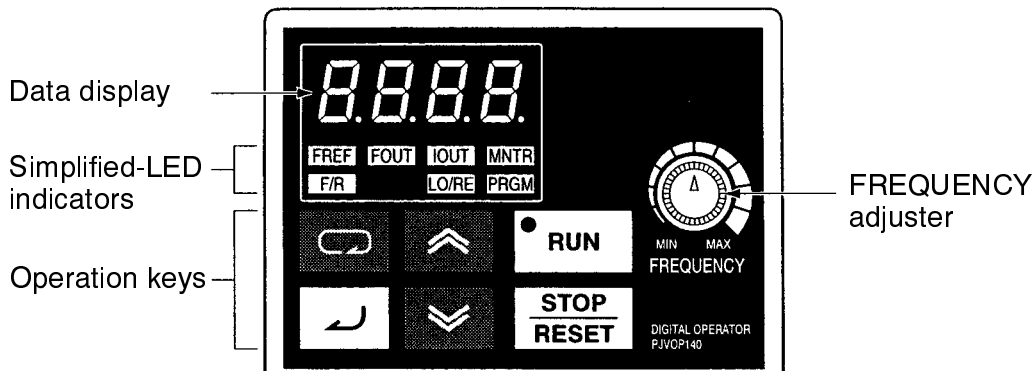 Data display
8.8.8.8.
Simplified-LED
indicators
FREF FOUT IOUT MNTR
F/R LO/RE PRGM
Operation keys
RUN
STOP
RESET
MIN MAX
FREQUENCY
DIGITAL OPERATOR
PJVOP140
FREQUENCY
adjuster